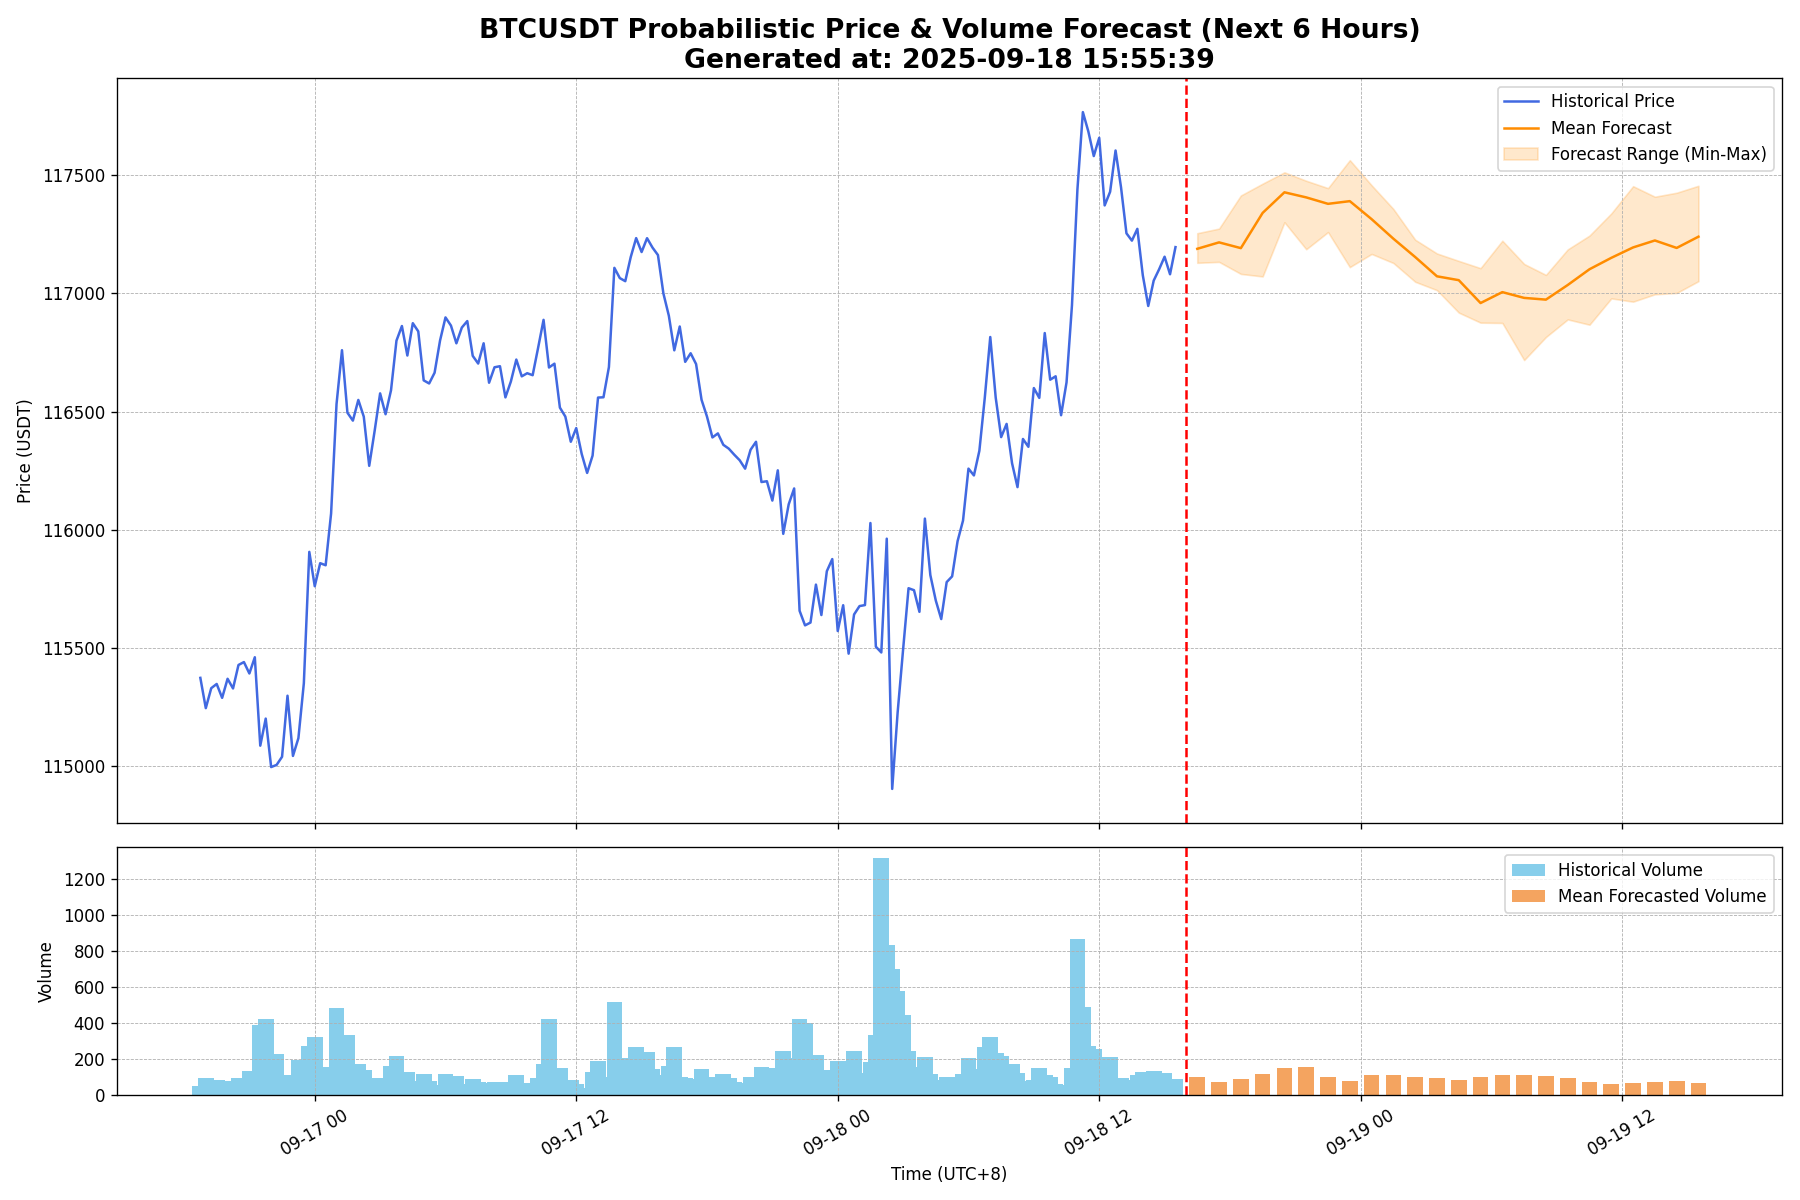 BTCUSDT Probabilistic Price & Volume Forecast (Next 6 Hours)
Generated at: 2025-09-18 15:55:39
Historical Price
Mean Forecast
Forecast Range (Min-Max)
Price (USDT)
117500
117000
116500
116000
115500
115000
Historical Volume
Mean Forecasted Volume
Volume
1200
1000
800
600
400
200
0
09-17 00
09-17 12
09-18 00
09-18 12
09-19 00
09-19 12
Time (UTC+8)